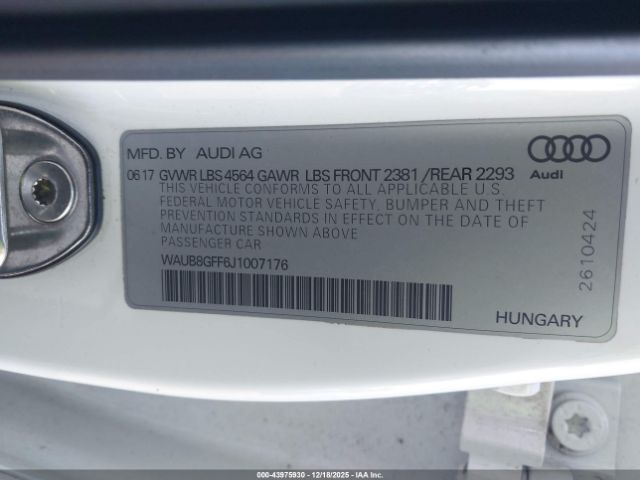 MFD. BY AUDI AG
Audi
0617 GVWR LBS 4564 GAWR LBS FRONT 2381 /REAR 2293
THIS VEHICLE CONFORMS TO ALL APPLICABLE U.S.
FEDERAL MOTOR VEHICLE SAFETY, BUMPER AND THEFT
PREVENTION STANDARDS IN EFFECT ON THE DATE OF
MANUFACTURE SHOWN ABOVE
PASSENGER CAR
WAUB8GFF6J1007176
2610424
HUNGARY
000-43975930 - 12/18/2025 - IAA, Inc.